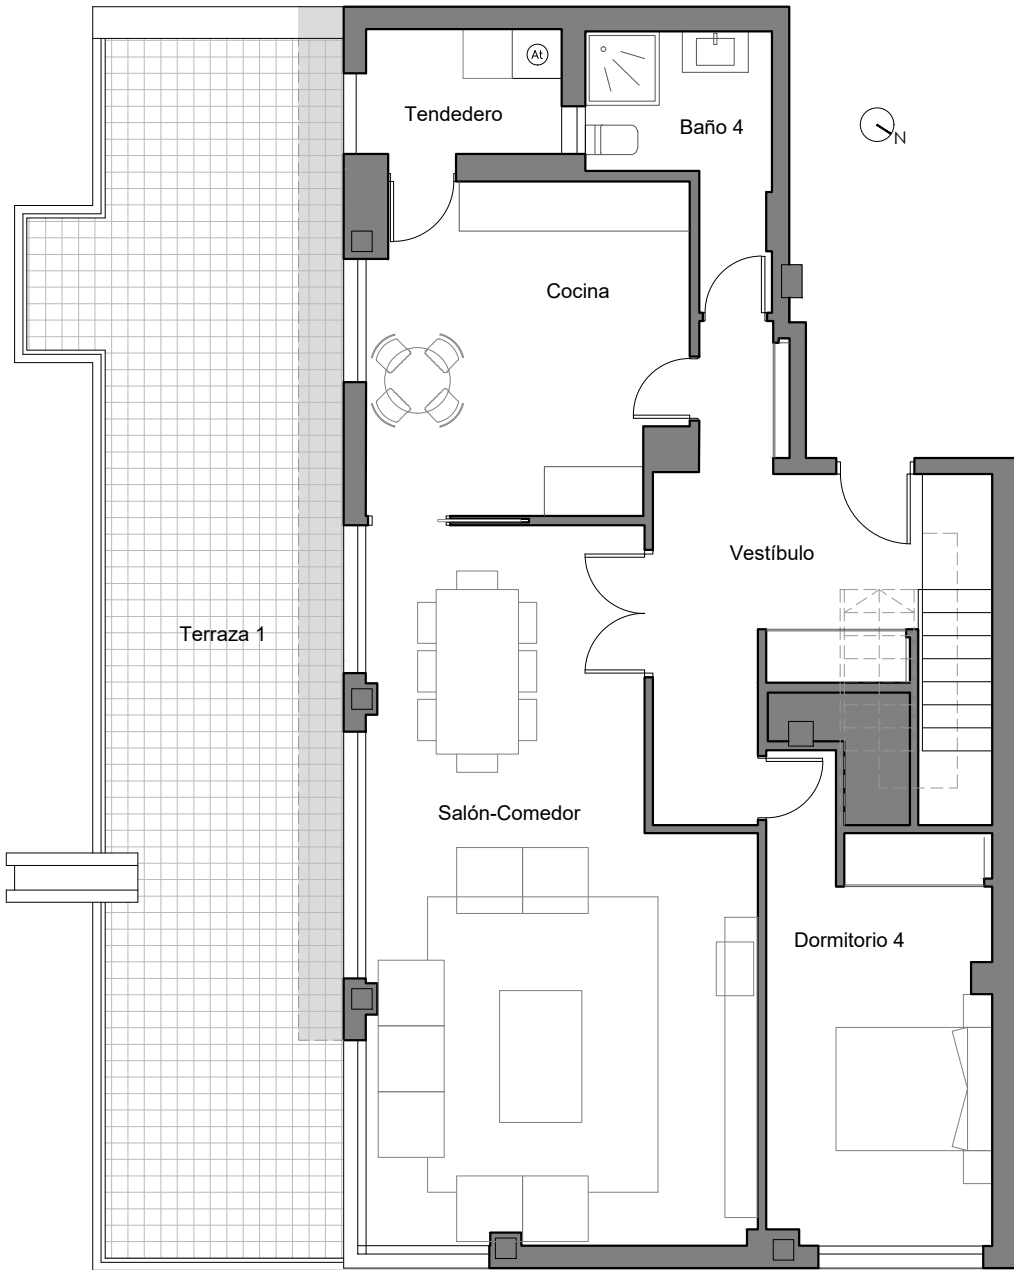 At
Tendedero
Baño 4
N
Cocina
Vestíbulo
Terraza 1
Salón-Comedor
Dormitorio 4